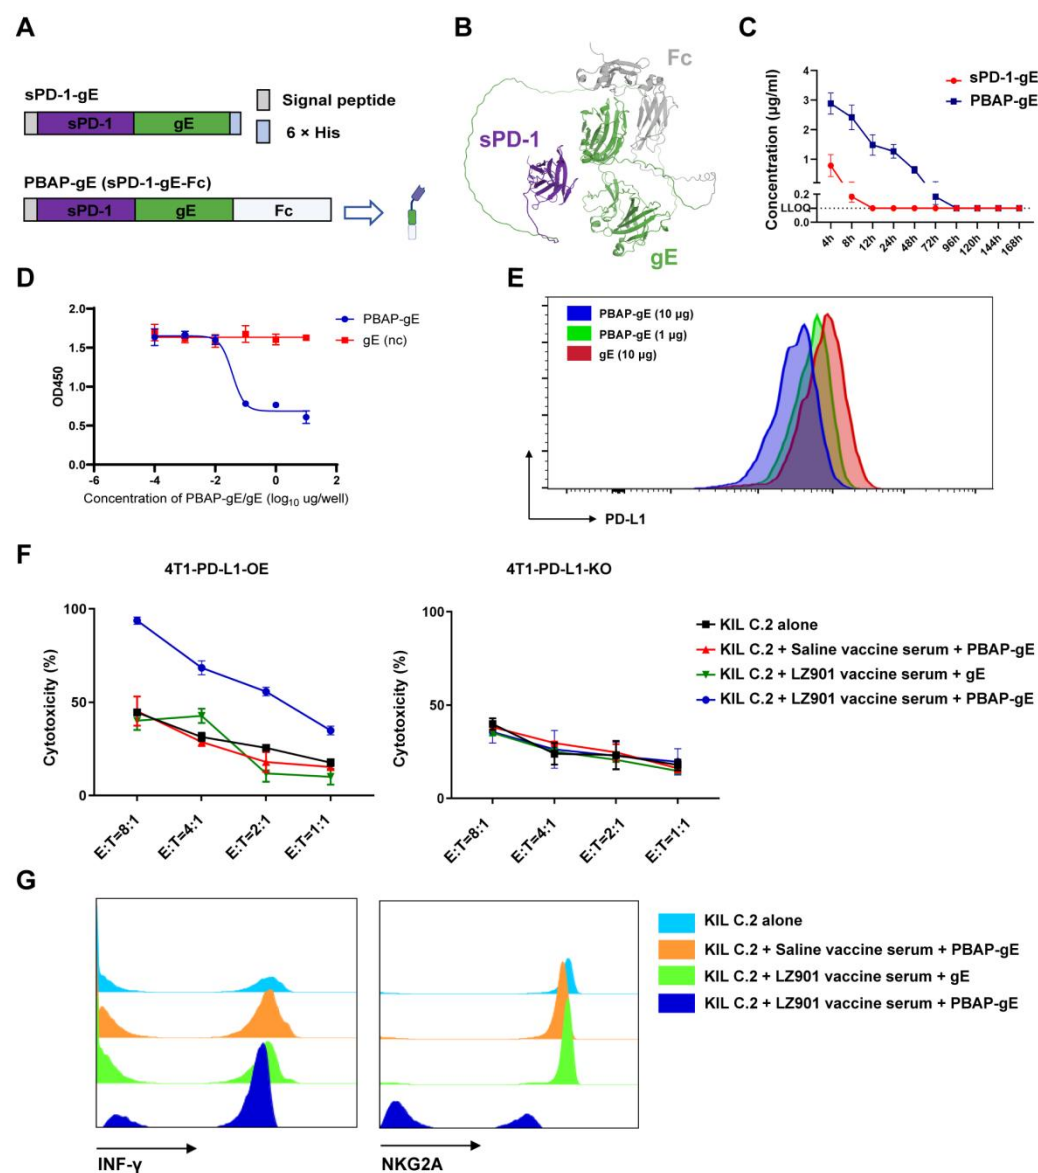 A
sPD-1-gE
sPD-1
gE
Signal peptide
6 × His
PBAP-gE (sPD-1-gE-Fc)
sPD-1
gE
Fc
B
Fc
sPD-1
gE
C
Concentration (μg/ml)
4
3
2
1
0.2
LLOQ
0.0
4h
8h
12h
24h
48h
72h
96h
120h
144h
168h
sPD-1-gE
PBAP-gE
D
OD450
2.0
1.5
1.0
0.5
0.0
-6
-4
-2
0
2
Concentration of PBAP-gE/gE (log10 ug/well)
PBAP-gE
gE (nc)
E
PBAP-gE (10 μg)
PBAP-gE (1 μg)
gE (10 μg)
PD-L1
F
4T1-PD-L1-OE
Cytotoxicity (%)
100
50
0
E:T=8:1
E:T=4:1
E:T=2:1
E:T=1:1
4T1-PD-L1-KO
Cytotoxicity (%)
100
50
0
E:T=8:1
E:T=4:1
E:T=2:1
E:T=1:1
KIL C.2 alone
KIL C.2 + Saline vaccine serum + PBAP-gE
KIL C.2 + LZ901 vaccine serum + gE
KIL C.2 + LZ901 vaccine serum + PBAP-gE
G
INF-γ
NKG2A
KIL C.2 alone
KIL C.2 + Saline vaccine serum + PBAP-gE
KIL C.2 + LZ901 vaccine serum + gE
KIL C.2 + LZ901 vaccine serum + PBAP-gE